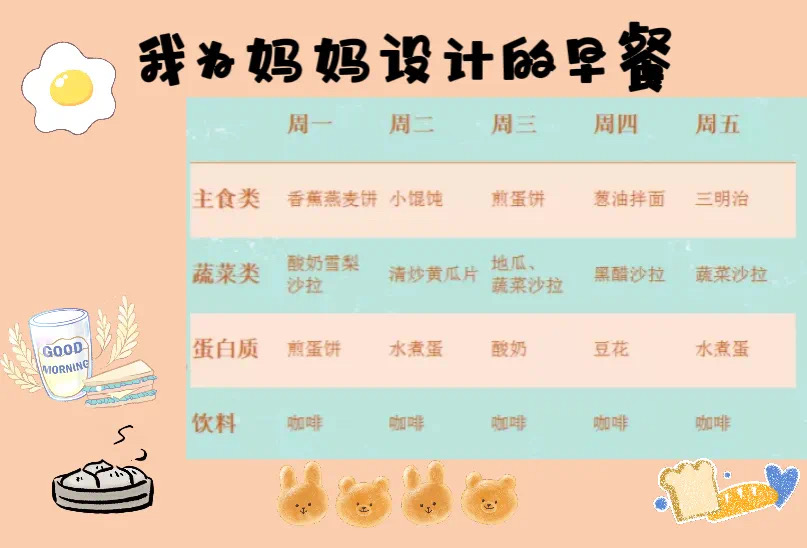 我为妈妈设计的早餐
周一 周二 周三 周四 周五
主食类 香蕉燕麦饼 小馄饨 煎蛋饼 葱油拌面 三明治
蔬菜类 酸奶雪梨沙拉 清炒黄瓜片 地瓜、蔬菜沙拉 黑醋沙拉 蔬菜沙拉
蛋白质 煎蛋饼 水煮蛋 酸奶 豆花 水煮蛋
饮料 咖啡 咖啡 咖啡 咖啡 咖啡
GOOD
MORNING